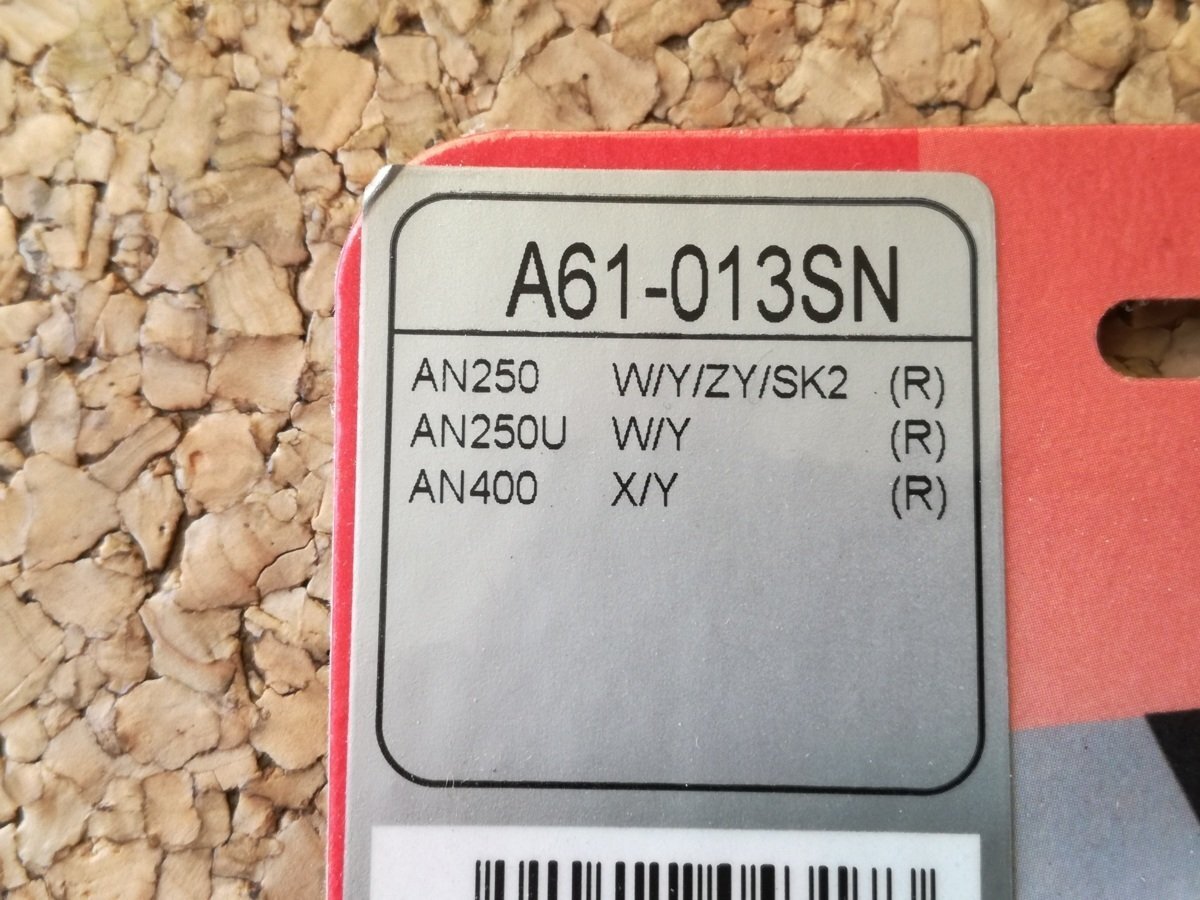 A61-013SN
AN250 W/Y/ZY/SK2 (R)
AN250U W/Y (R)
AN400 X/Y (R)